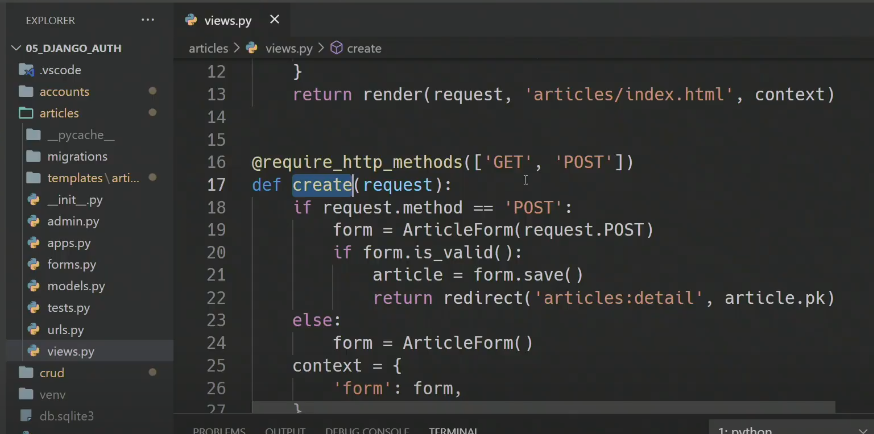 EXPLORER
···
views.py ×
05_DJANGO_AUTH
articles > views.py > create
.vscode
accounts
articles
__pycache__
migrations
templates\arti...
__init__.py
admin.py
apps.py
forms.py
models.py
tests.py
urls.py
views.py
crud
venv
db.sqlite3
12 }
13 return render(request, 'articles/index.html', context)
14
15
16 @require_http_methods(['GET', 'POST'])
17 def create(request):
18 if request.method == 'POST':
19 form = ArticleForm(request.POST)
20 if form.is_valid():
21 article = form.save()
22 return redirect('articles:detail', article.pk)
23 else:
24 form = ArticleForm()
25 context = {
26 'form': form,
27 }
PROBLEMS OUTPUT DEBUG CONSOLE TERMINAL 1: python